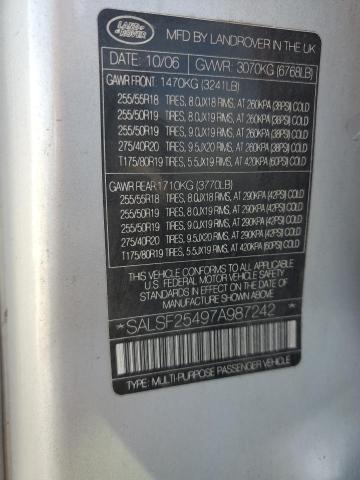 LAND
ROVER
MFD BY LANDROVER IN THE UK
DATE: 10/06 GVWR: 3070KG (6768LB)
GAWR FRONT: 1470KG (3241LB)
255/55R18 TIRES, 8.0JX18 RIMS, AT 260KPA (38PSI) COLD
255/50R19 TIRES, 8.0JX19 RIMS, AT 260KPA (38PSI) COLD
255/50R19 TIRES, 9.0JX19 RIMS, AT 260KPA (38PSI) COLD
275/40R20 TIRES, 9.5JX20 RIMS, AT 260KPA (38PSI) COLD
T175/80R19 TIRES, 5.5JX19 RIMS, AT 420KPA (60PSI) COLD
GAWR REAR: 1710KG (3770LB)
255/55R18 TIRES, 8.0JX18 RIMS, AT 290KPA (42PSI) COLD
255/50R19 TIRES, 8.0JX19 RIMS, AT 290KPA (42PSI) COLD
255/50R19 TIRES, 9.0JX19 RIMS, AT 290KPA (42PSI) COLD
275/40R20 TIRES, 9.5JX20 RIMS, AT 290KPA (42PSI) COLD
T175/80R19 TIRES, 5.5JX19 RIMS, AT 420KPA (60PSI) COLD
THIS VEHICLE CONFORMS TO ALL APPLICABLE
U.S. FEDERAL MOTOR VEHICLE SAFETY
AND THEFT PREVENTION STANDARDS IN
EFFECT ON THE DATE OF MANUFACTURE
SHOWN ABOVE.
*SALSF25497A987242*
TYPE: MULTI-PURPOSE PASSENGER VEHICLE